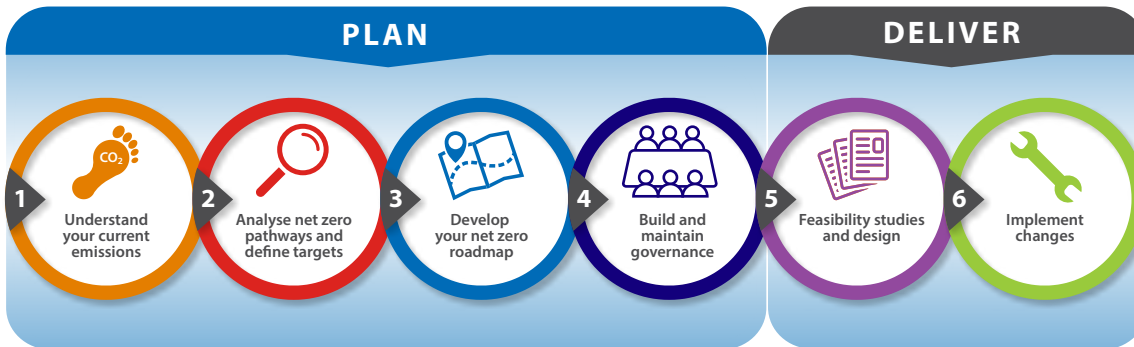 PLAN
DELIVER
1
CO₂
Understand
your current
emissions
2
Analyse net zero
pathways and
define targets
3
Develop
your net zero
roadmap
4
Build and
maintain
governance
5
Feasibility studies
and design
6
Implement
changes